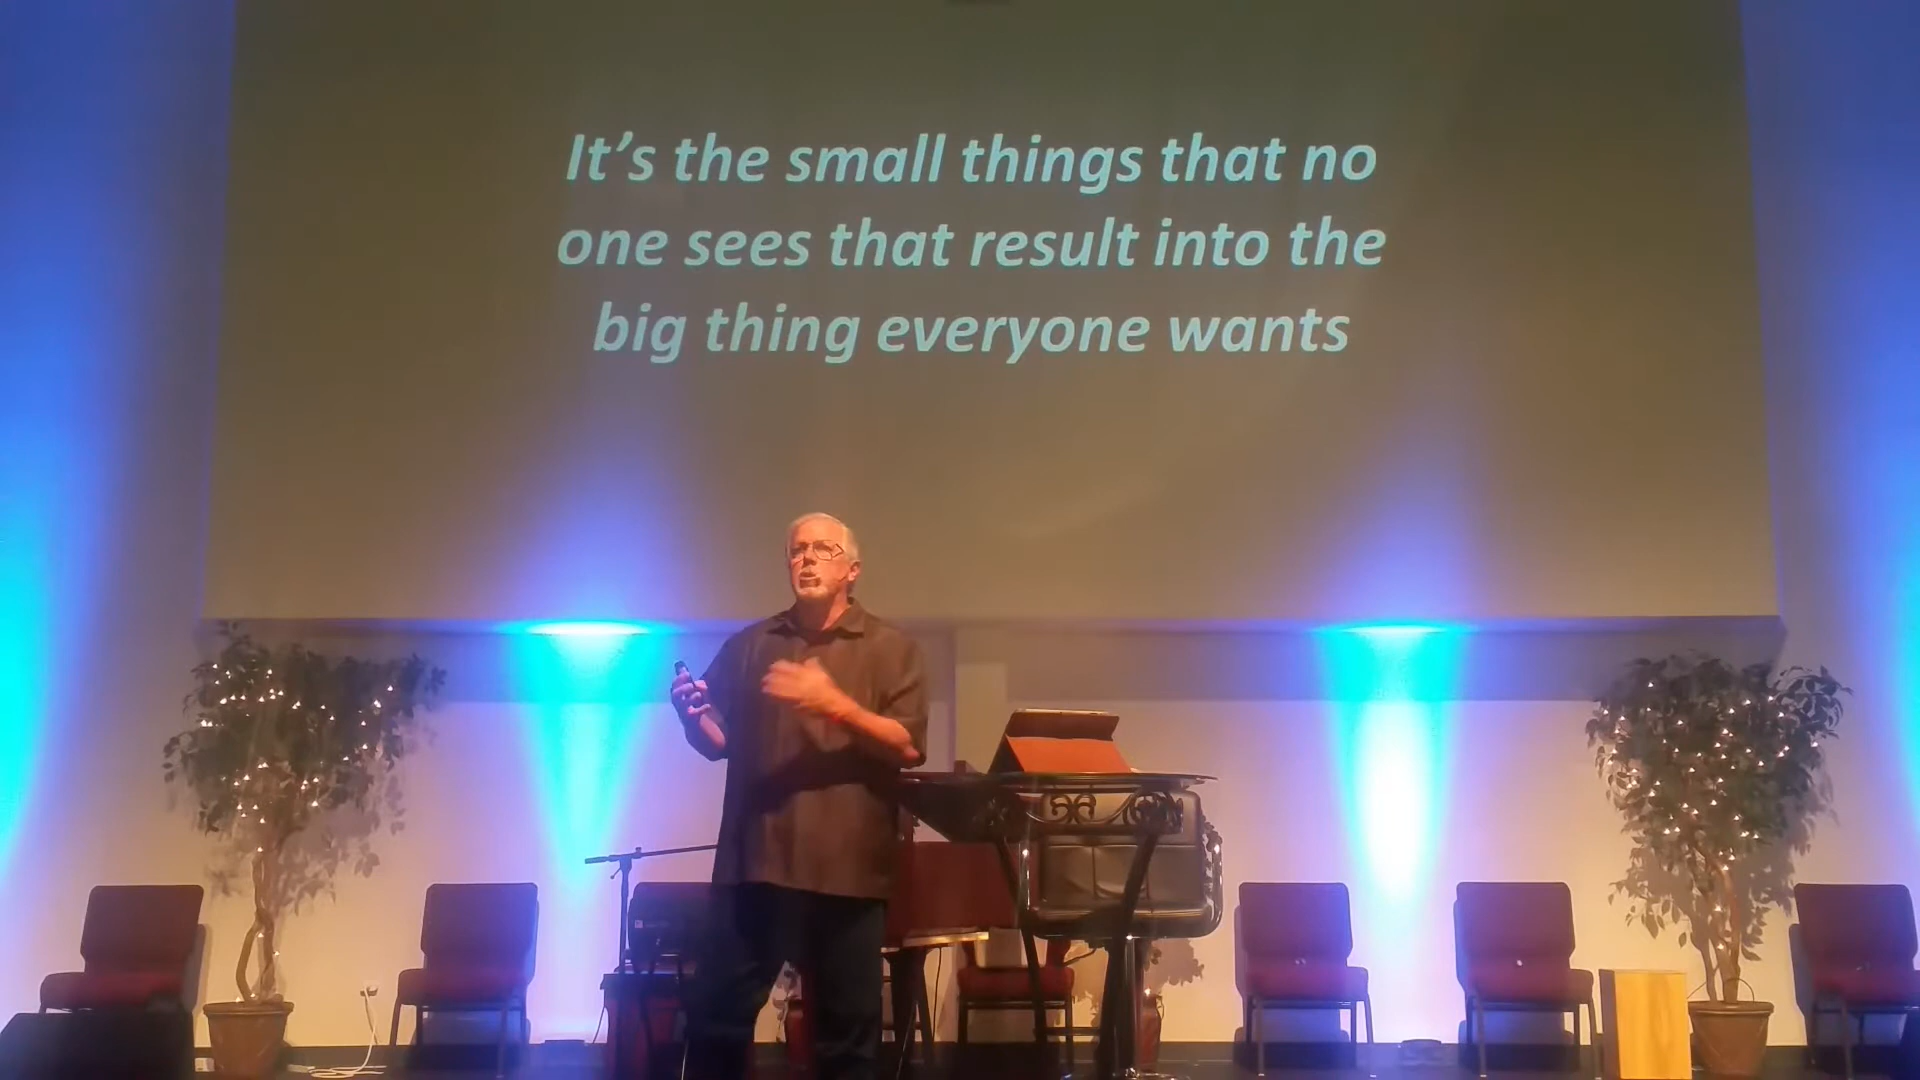 It’s the small things that no
one sees that result into the
big thing everyone wants